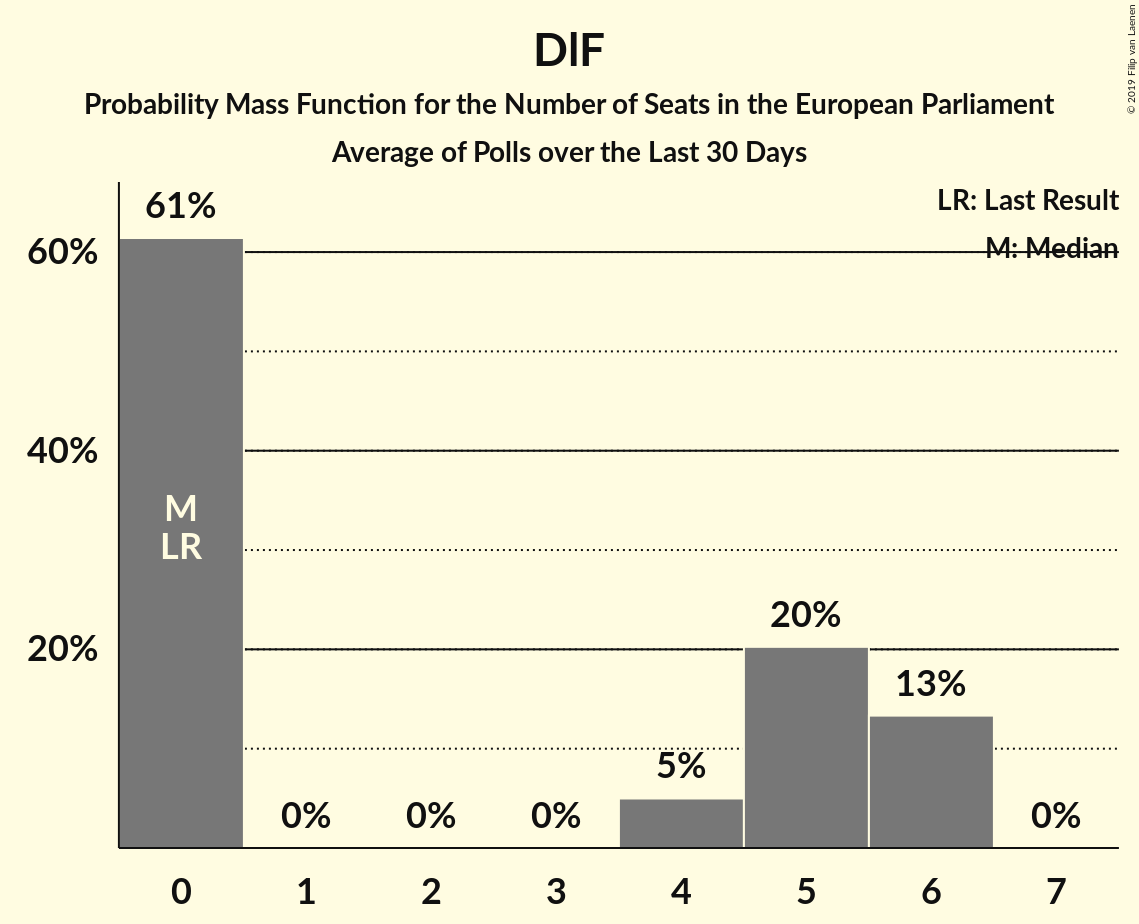 DIF
Probability Mass Function for the Number of Seats in the European Parliament
Average of Polls over the Last 30 Days
© 2019 Filip van Laenen
LR: Last Result
M: Median
61%
60%
40%
20%
M
LR
0%
0%
0%
5%
20%
13%
0%
0
1
2
3
4
5
6
7